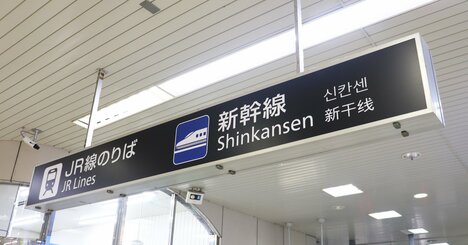 JR線のりば
JR Lines
新幹線
Shinkansen
신칸센
新干线